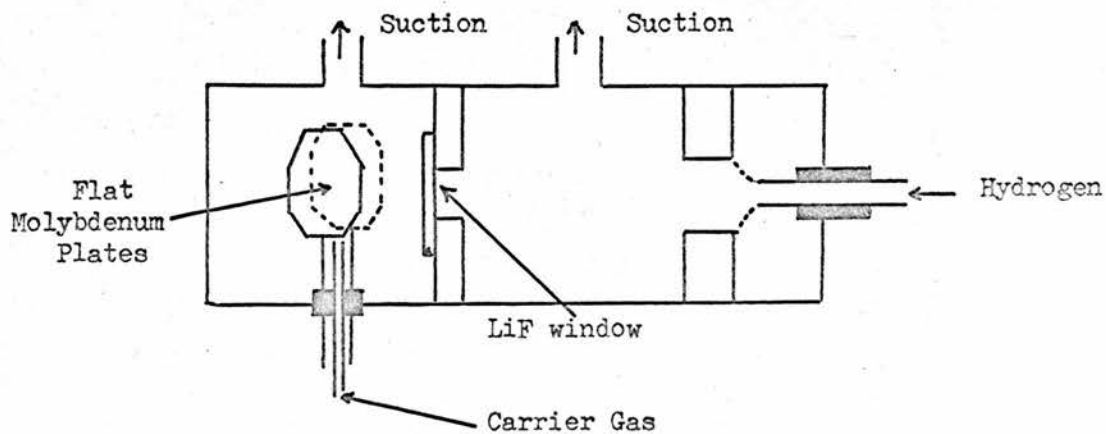 Suction
Suction
Flat
Molybdenum
Plates
Hydrogen
LiF window
Carrier Gas